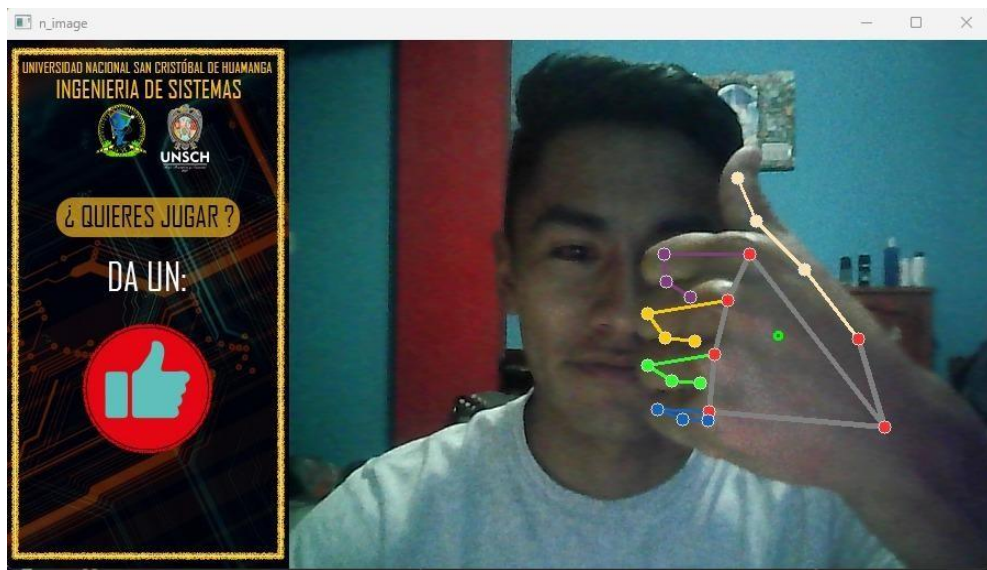 n_image
UNIVERSIDAD NACIONAL SAN CRISTÓBAL DE HUAMANGA
INGENIERIA DE SISTEMAS
UNSCH
¿ QUIERES JUGAR ?
DA UN: